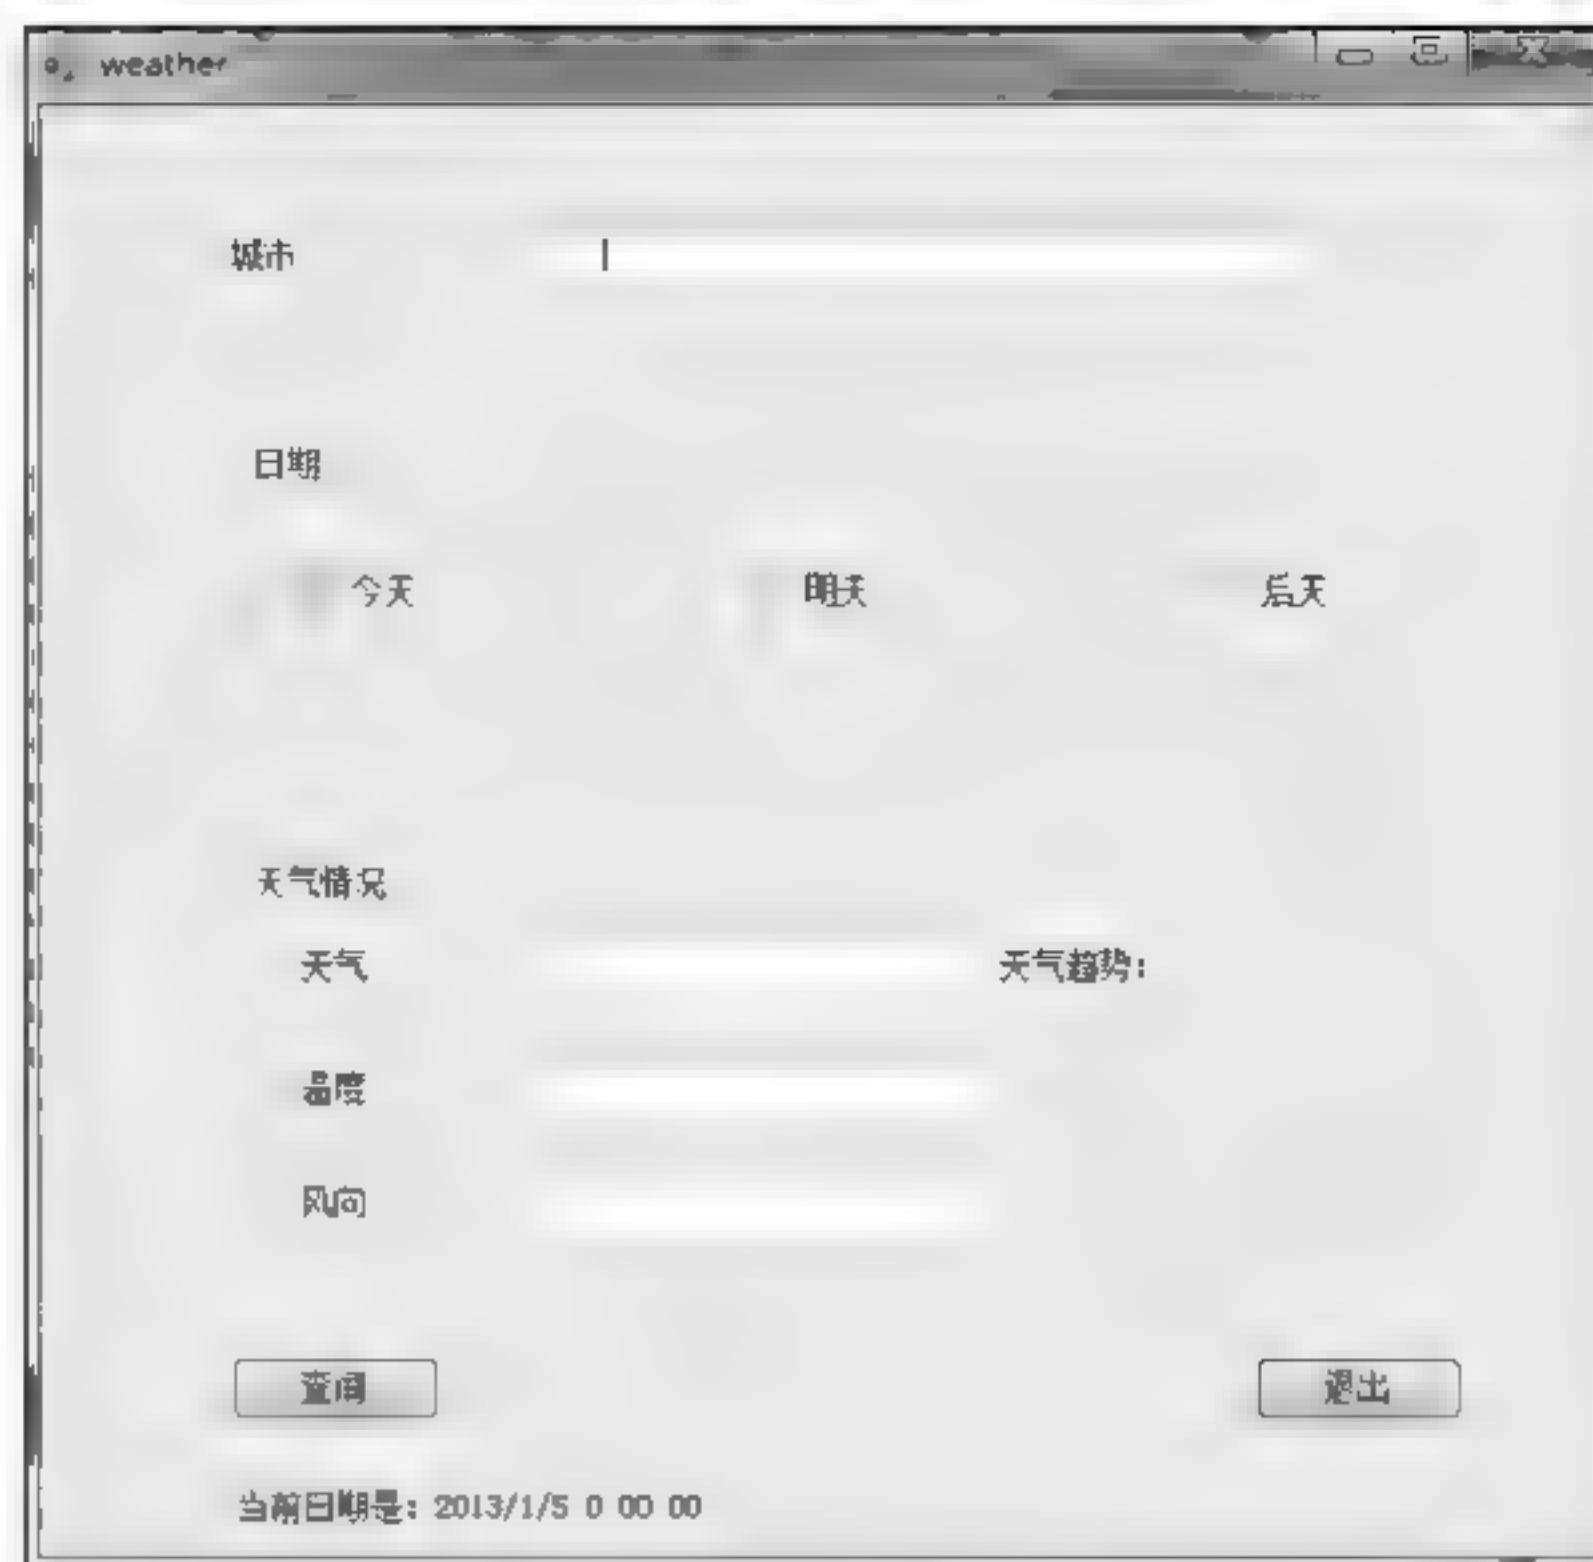 weather
城市
日期
今天 明天 后天
天气情况
天气 天气趋势:
温度
风向
查询 退出
当前日期是: 2013/1/5 0 00 00